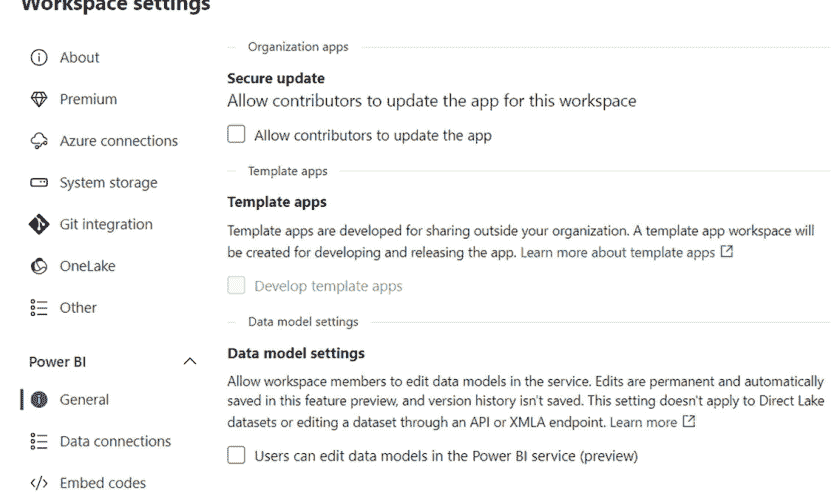 Workspace settings
About
Premium
Azure connections
System storage
Git integration
OneLake
Other
Power BI
General
Data connections
Embed codes
Organization apps
Secure update
Allow contributors to update the app for this workspace
Allow contributors to update the app
Template apps
Template apps
Template apps are developed for sharing outside your organization. A template app workspace will
be created for developing and releasing the app. Learn more about template apps
Develop template apps
Data model settings
Data model settings
Allow workspace members to edit data models in the service. Edits are permanent and automatically
saved in this feature preview, and version history isn't saved. This setting doesn't apply to Direct Lake
datasets or editing a dataset through an API or XMLA endpoint. Learn more
Users can edit data models in the Power BI service (preview)